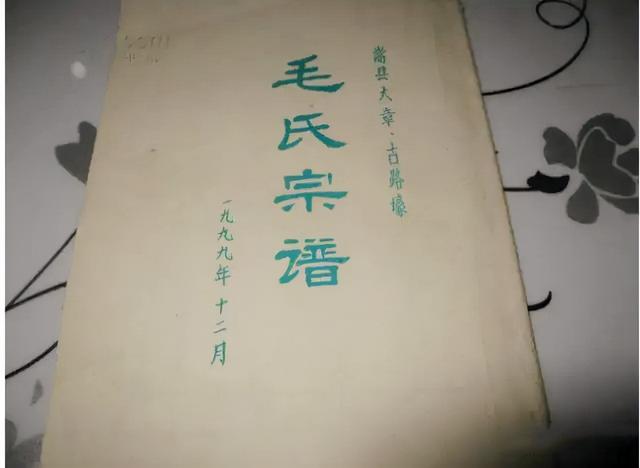 嵩县大章·古路壕
毛氏宗谱
一九九九年十二月